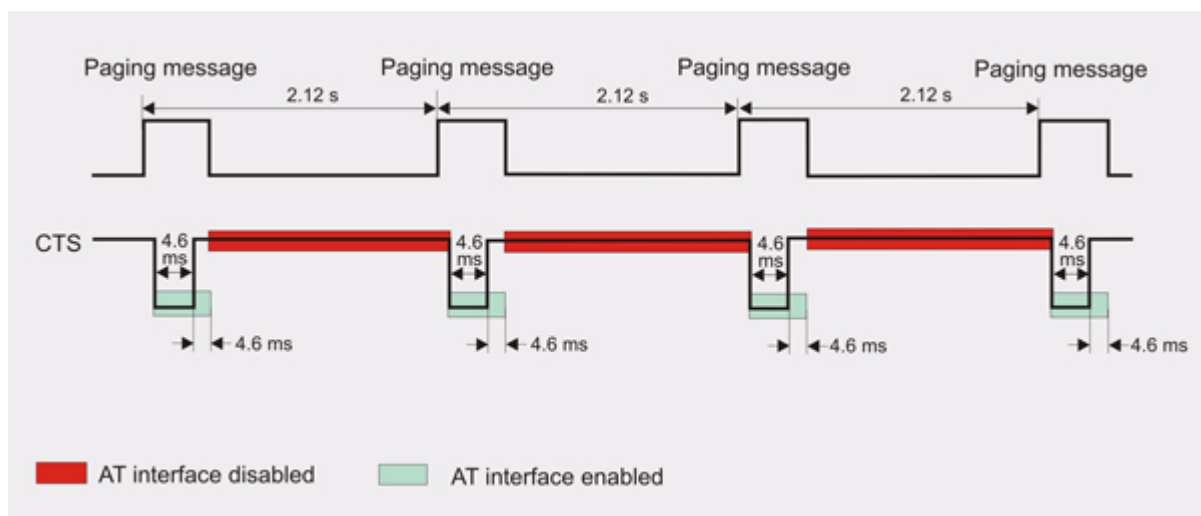 Paging message Paging message Paging message Paging message
2.12 s 2.12 s 2.12 s
CTS
4.6 ms 4.6 ms 4.6 ms 4.6 ms
4.6 ms 4.6 ms 4.6 ms 4.6 ms
AT interface disabled AT interface enabled